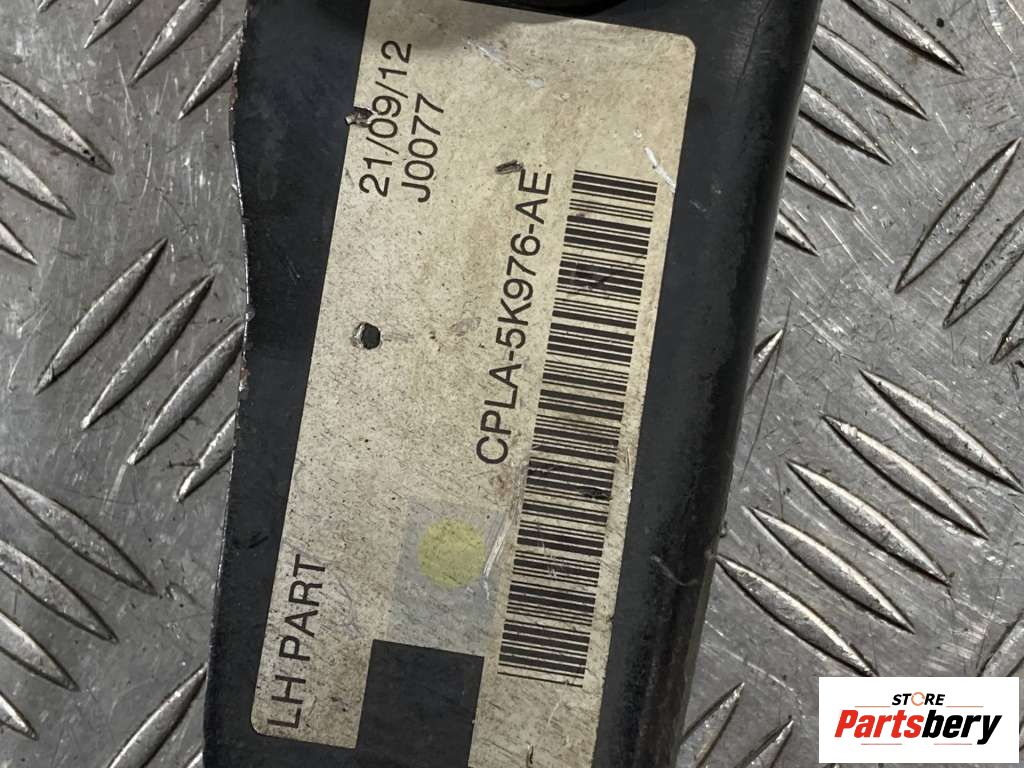 21/09/12
J0077
CPLA-5K976-AE
LH PART
STORE
Partsbery